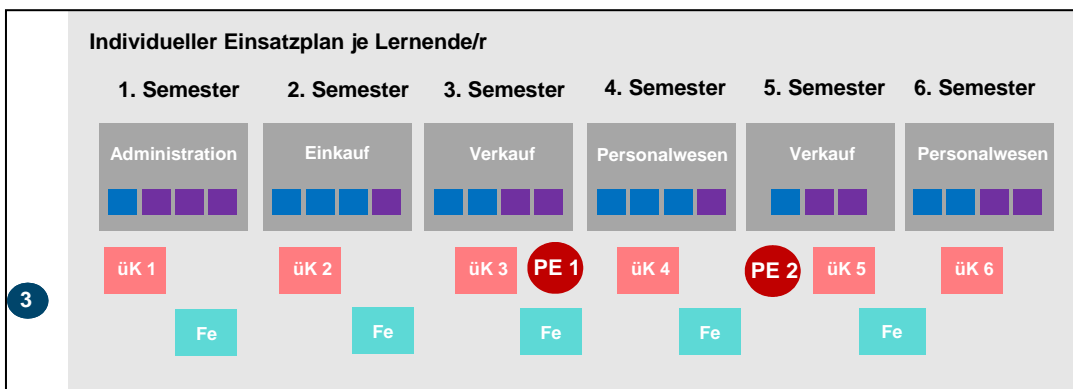 Individueller Einsatzplan je Lernende/r
1. Semester 2. Semester 3. Semester 4. Semester 5. Semester 6. Semester
Administration Einkauf Verkauf Personalwesen Verkauf Personalwesen
üK 1 üK 2 üK 3 PE 1 üK 4 PE 2 üK 5 üK 6
3
Fe Fe Fe Fe Fe